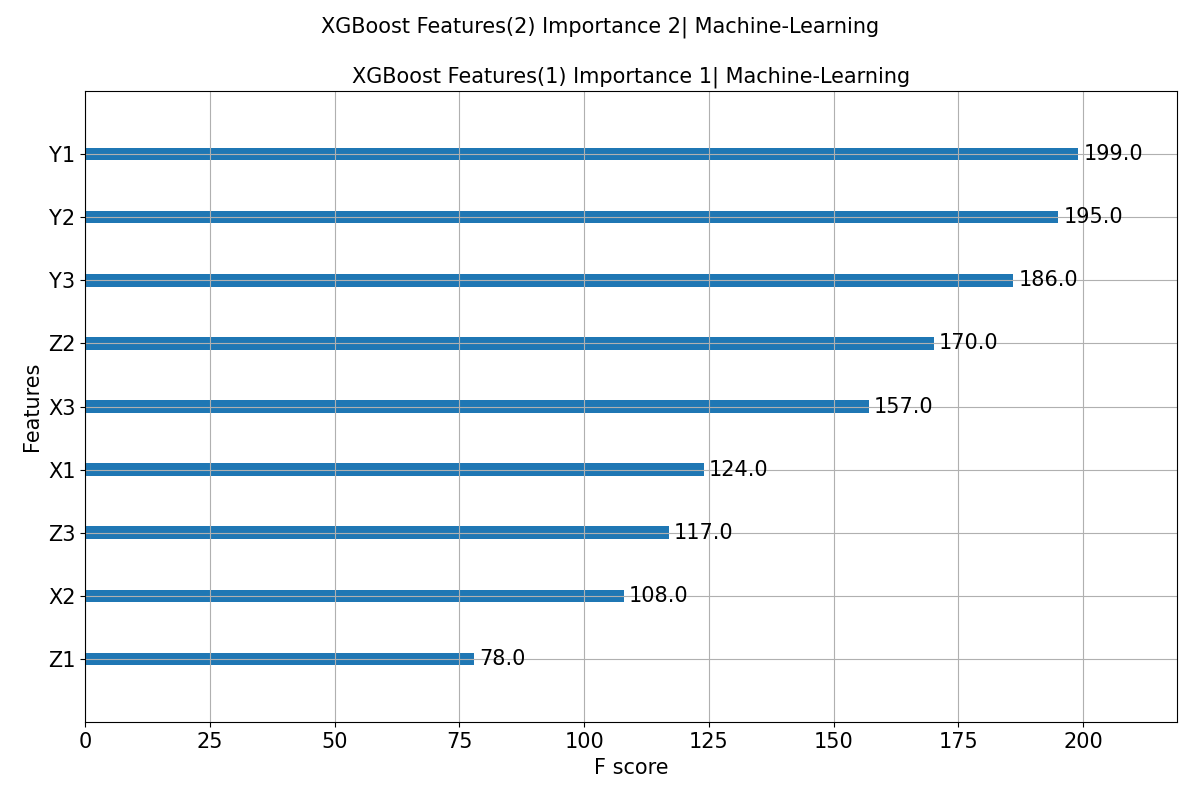 XGBoost Features(2) Importance 2| Machine-Learning
XGBoost Features(1) Importance 1| Machine-Learning
Y1 199.0
Y2 195.0
Y3 186.0
Z2 170.0
X3 157.0
X1 124.0
Z3 117.0
X2 108.0
Z1 78.0
Features
0 25 50 75 100 125 150 175 200
F score